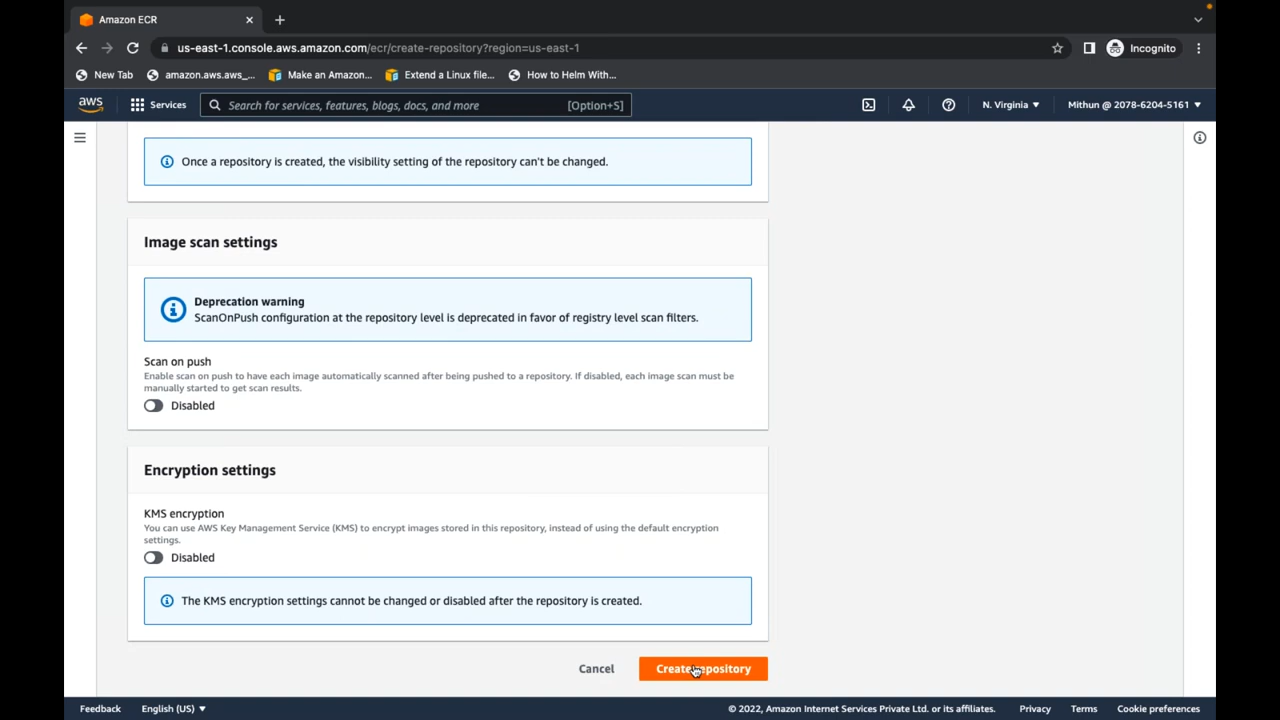 Amazon ECR
us-east-1.console.aws.amazon.com/ecr/create-repository?region=us-east-1
Incognito
New Tab
amazon.aws.aws_...
Make an Amazon...
Extend a Linux file...
How to Helm With...
aws
Services
Search for services, features, blogs, docs, and more
[Option+S]
N. Virginia
Mithun @ 2078-6204-5161
Once a repository is created, the visibility setting of the repository can't be changed.
Image scan settings
Deprecation warning
ScanOnPush configuration at the repository level is deprecated in favor of registry level scan filters.
Scan on push
Enable scan on push to have each image automatically scanned after being pushed to a repository. If disabled, each image scan must be
manually started to get scan results.
Disabled
Encryption settings
KMS encryption
You can use AWS Key Management Service (KMS) to encrypt images stored in this repository, instead of using the default encryption
settings.
Disabled
The KMS encryption settings cannot be changed or disabled after the repository is created.
Cancel
Create repository
Feedback
English (US)
© 2022, Amazon Internet Services Private Ltd. or its affiliates.
Privacy
Terms
Cookie preferences